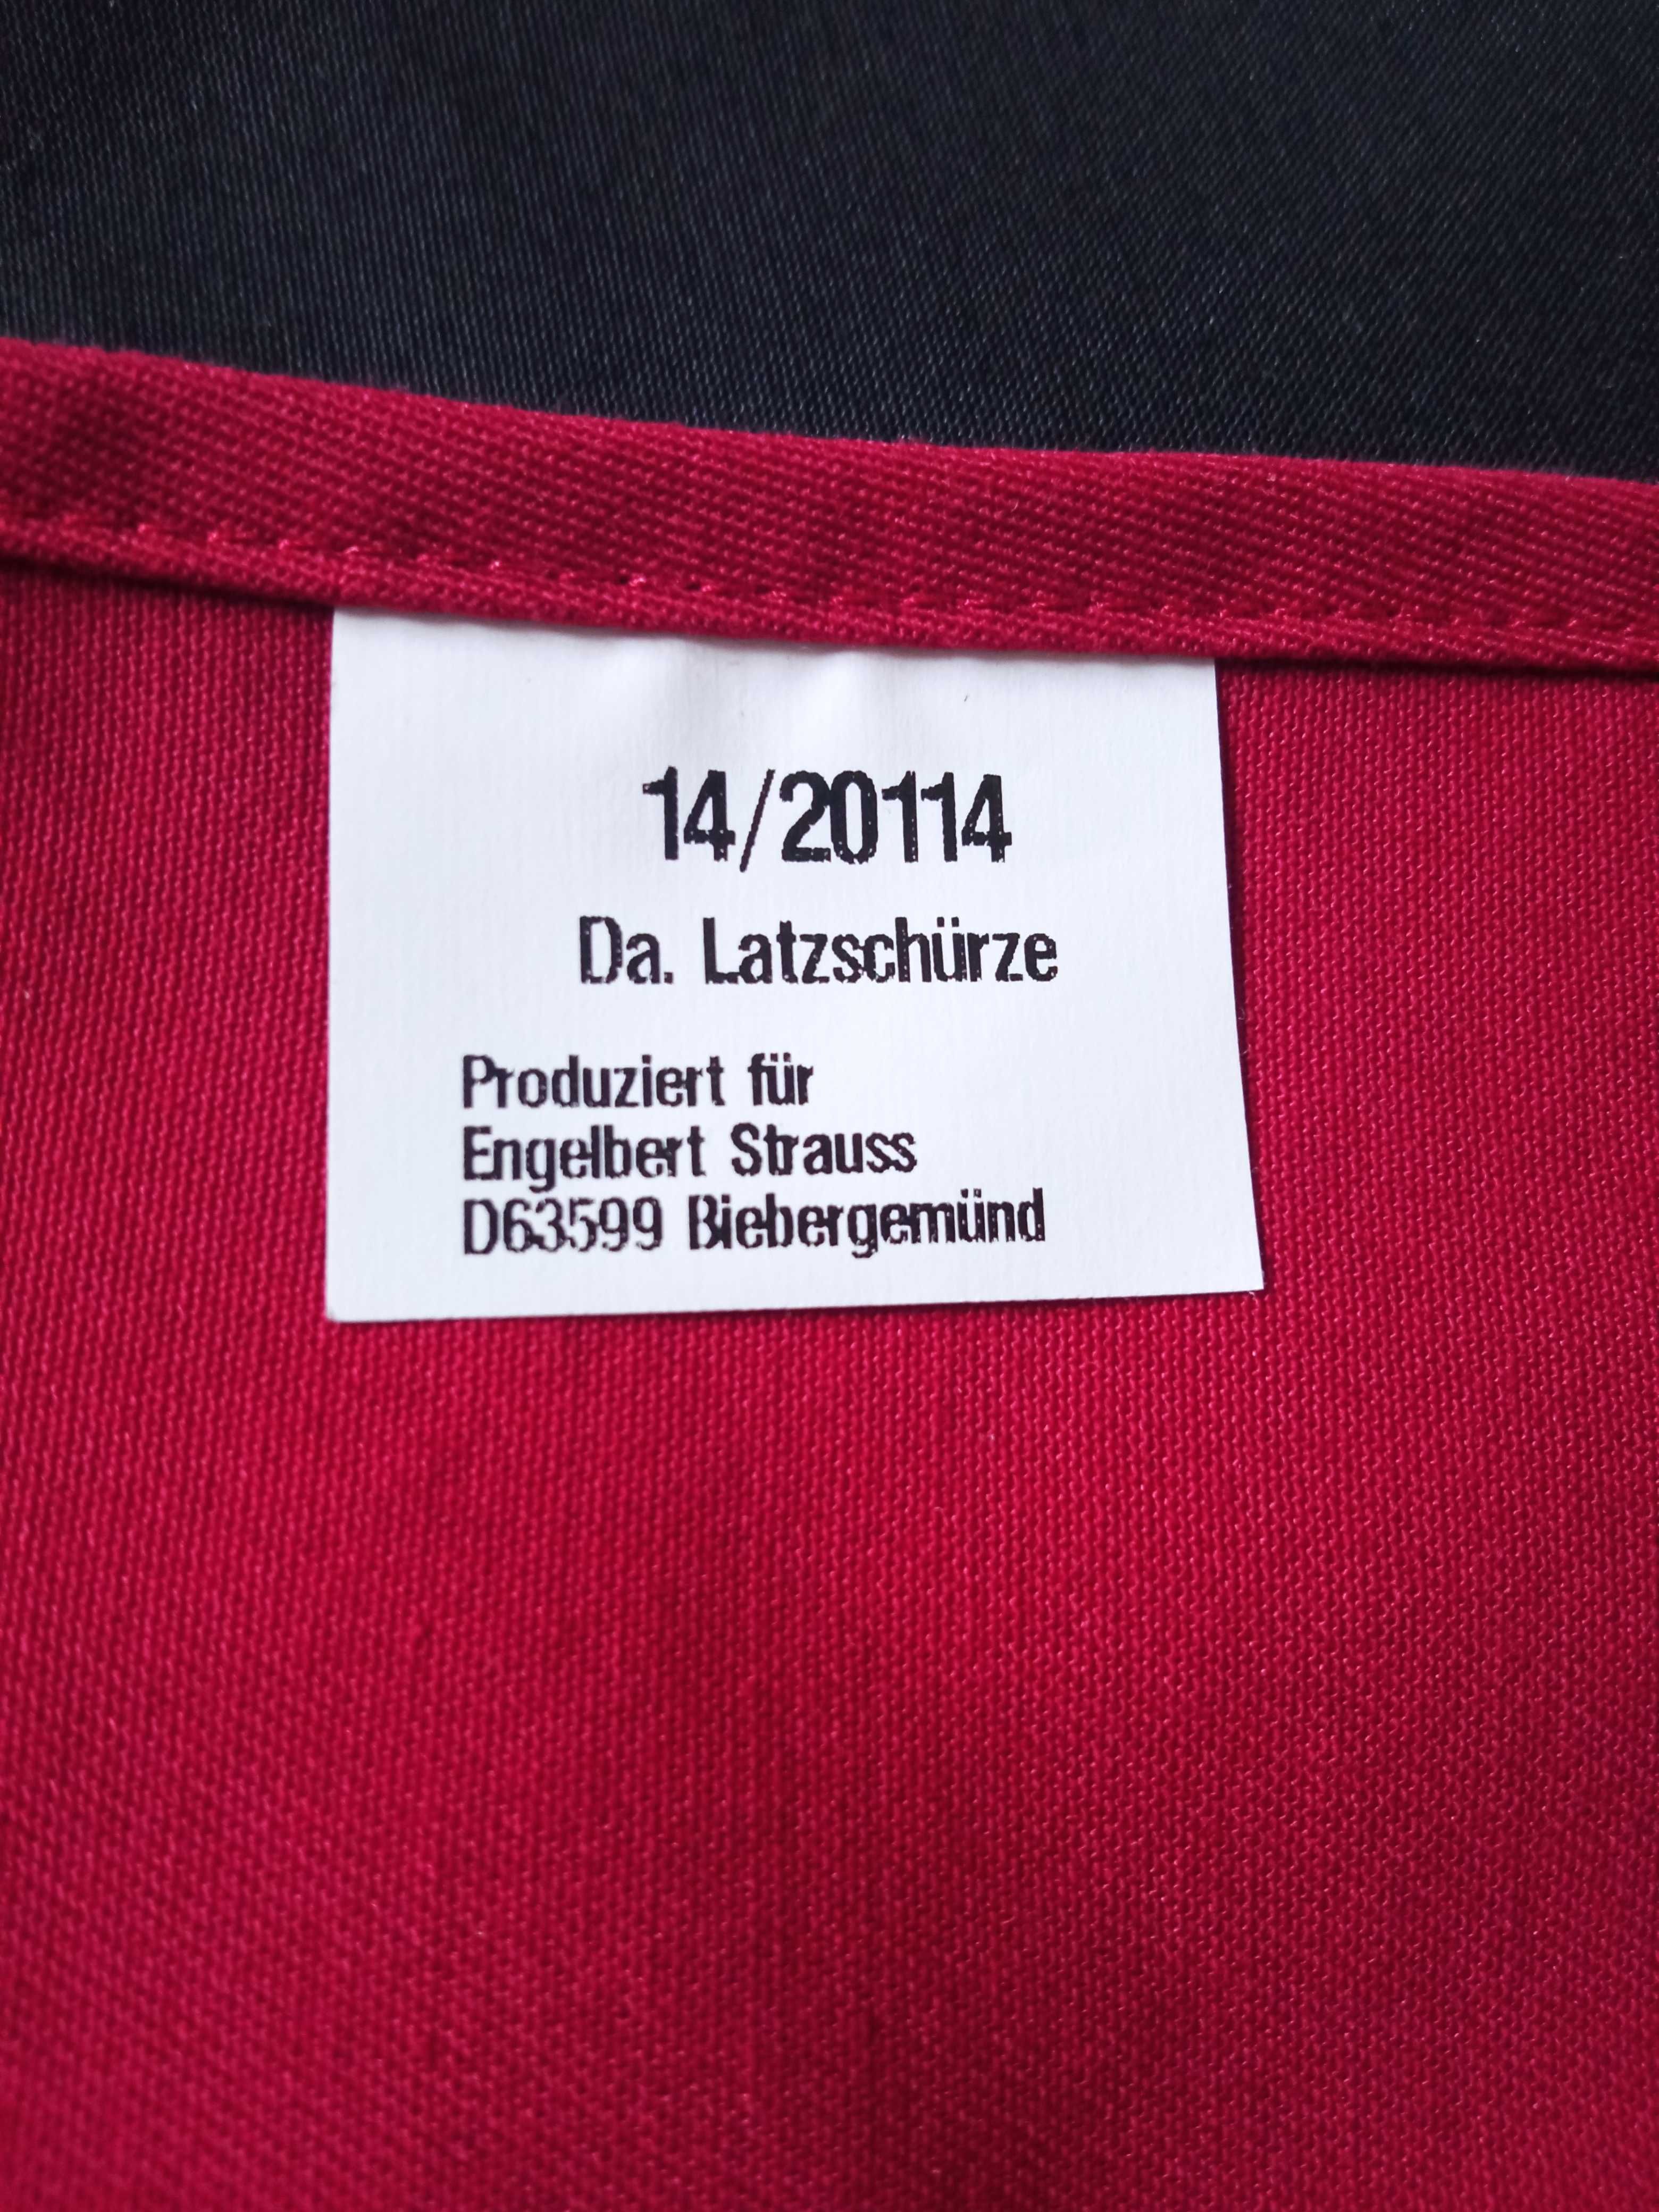 14/20114
Da. Latzschürze
Produziert für
Engelbert Strauss
D63599 Biebergemünd